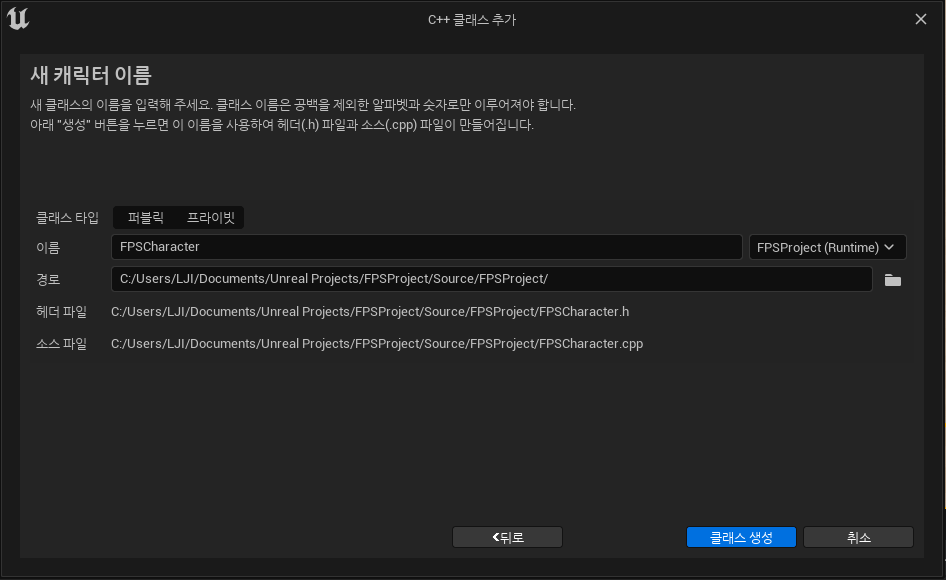 C++ 클래스 추가
새 캐릭터 이름
새 클래스의 이름을 입력해 주세요. 클래스 이름은 공백을 제외한 알파벳과 숫자로만 이루어져야 합니다.
아래 "생성" 버튼을 누르면 이 이름을 사용하여 헤더(.h) 파일과 소스(.cpp) 파일이 만들어집니다.
클래스 타입 퍼블릭 프라이빗
이름 FPSCharacter FPSProject (Runtime)
경로 C:/Users/LJI/Documents/Unreal Projects/FPSProject/Source/FPSProject/
헤더 파일 C:/Users/LJI/Documents/Unreal Projects/FPSProject/Source/FPSProject/FPSCharacter.h
소스 파일 C:/Users/LJI/Documents/Unreal Projects/FPSProject/Source/FPSProject/FPSCharacter.cpp
뒤로 클래스 생성 취소